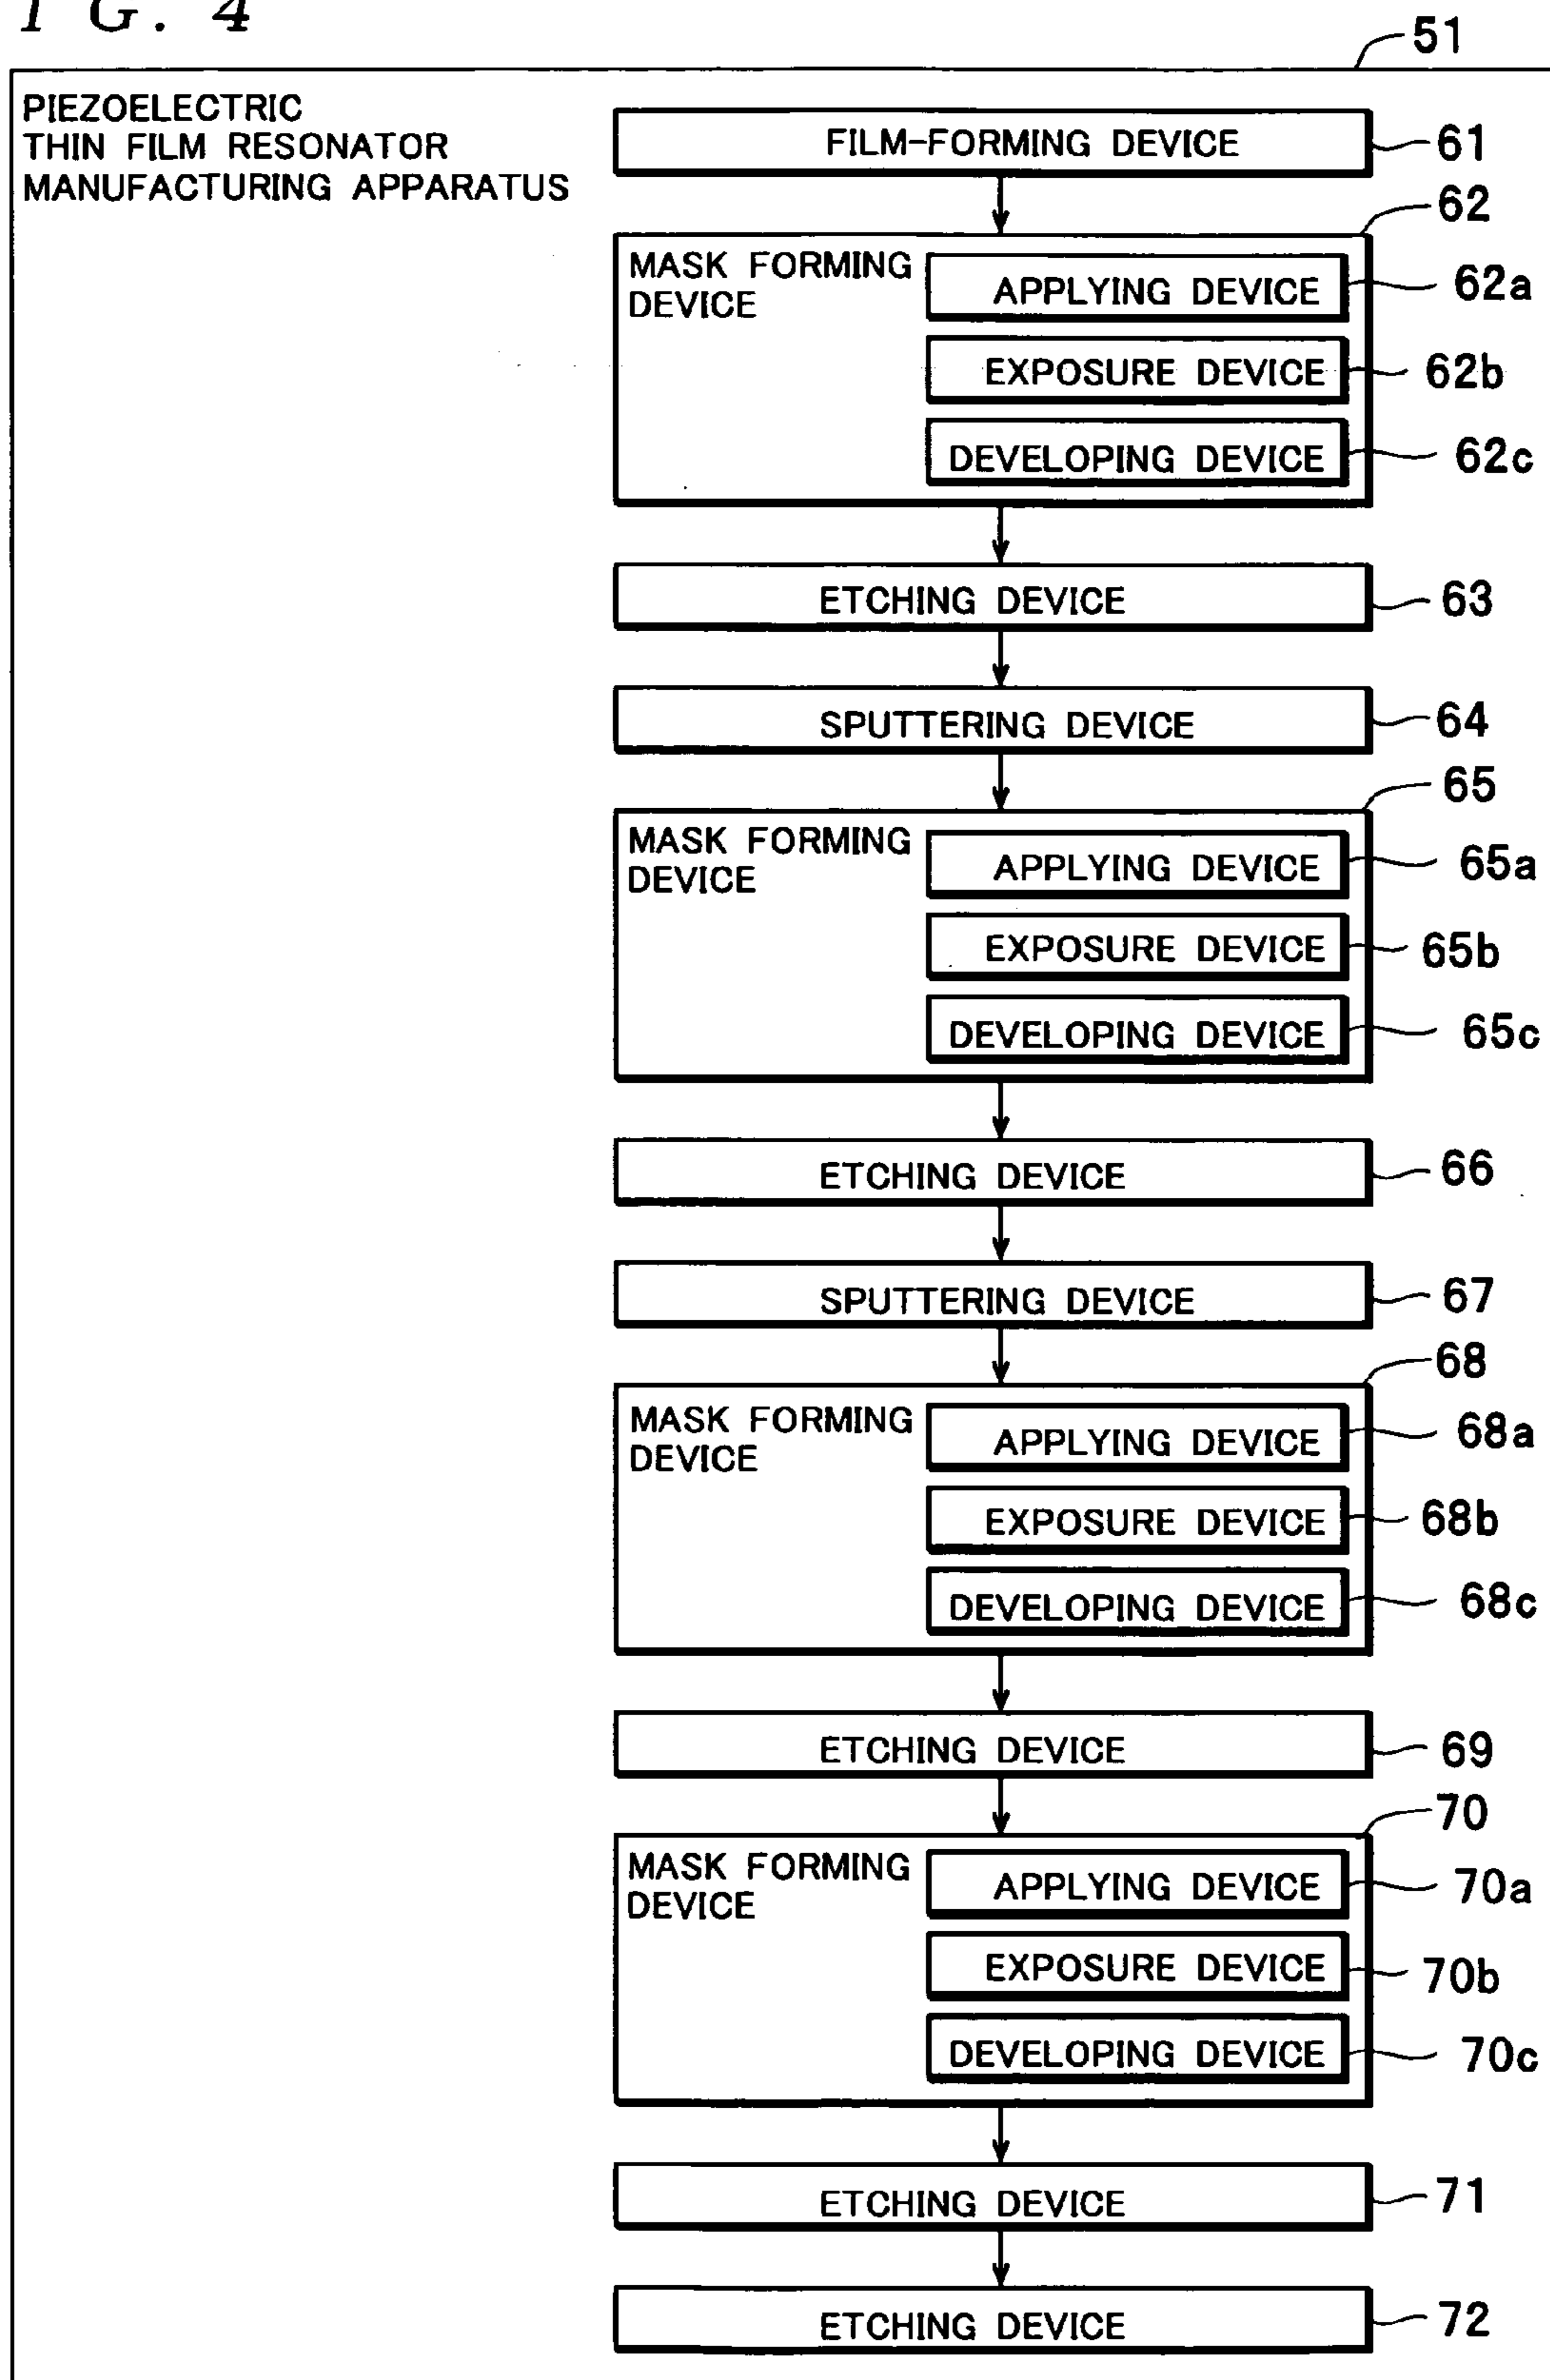 I G. 4
51
PIEZOELECTRIC
THIN FILM RESONATOR
MANUFACTURING APPARATUS
FILM-FORMING DEVICE
61
62
MASK FORMING
DEVICE
APPLYING DEVICE
62a
EXPOSURE DEVICE
62b
DEVELOPING DEVICE
62c
ETCHING DEVICE
63
SPUTTERING DEVICE
64
65
MASK FORMING
DEVICE
APPLYING DEVICE
65a
EXPOSURE DEVICE
65b
DEVELOPING DEVICE
65c
ETCHING DEVICE
66
SPUTTERING DEVICE
67
68
MASK FORMING
DEVICE
APPLYING DEVICE
68a
EXPOSURE DEVICE
68b
DEVELOPING DEVICE
68c
ETCHING DEVICE
69
70
MASK FORMING
DEVICE
APPLYING DEVICE
70a
EXPOSURE DEVICE
70b
DEVELOPING DEVICE
70c
ETCHING DEVICE
71
ETCHING DEVICE
72